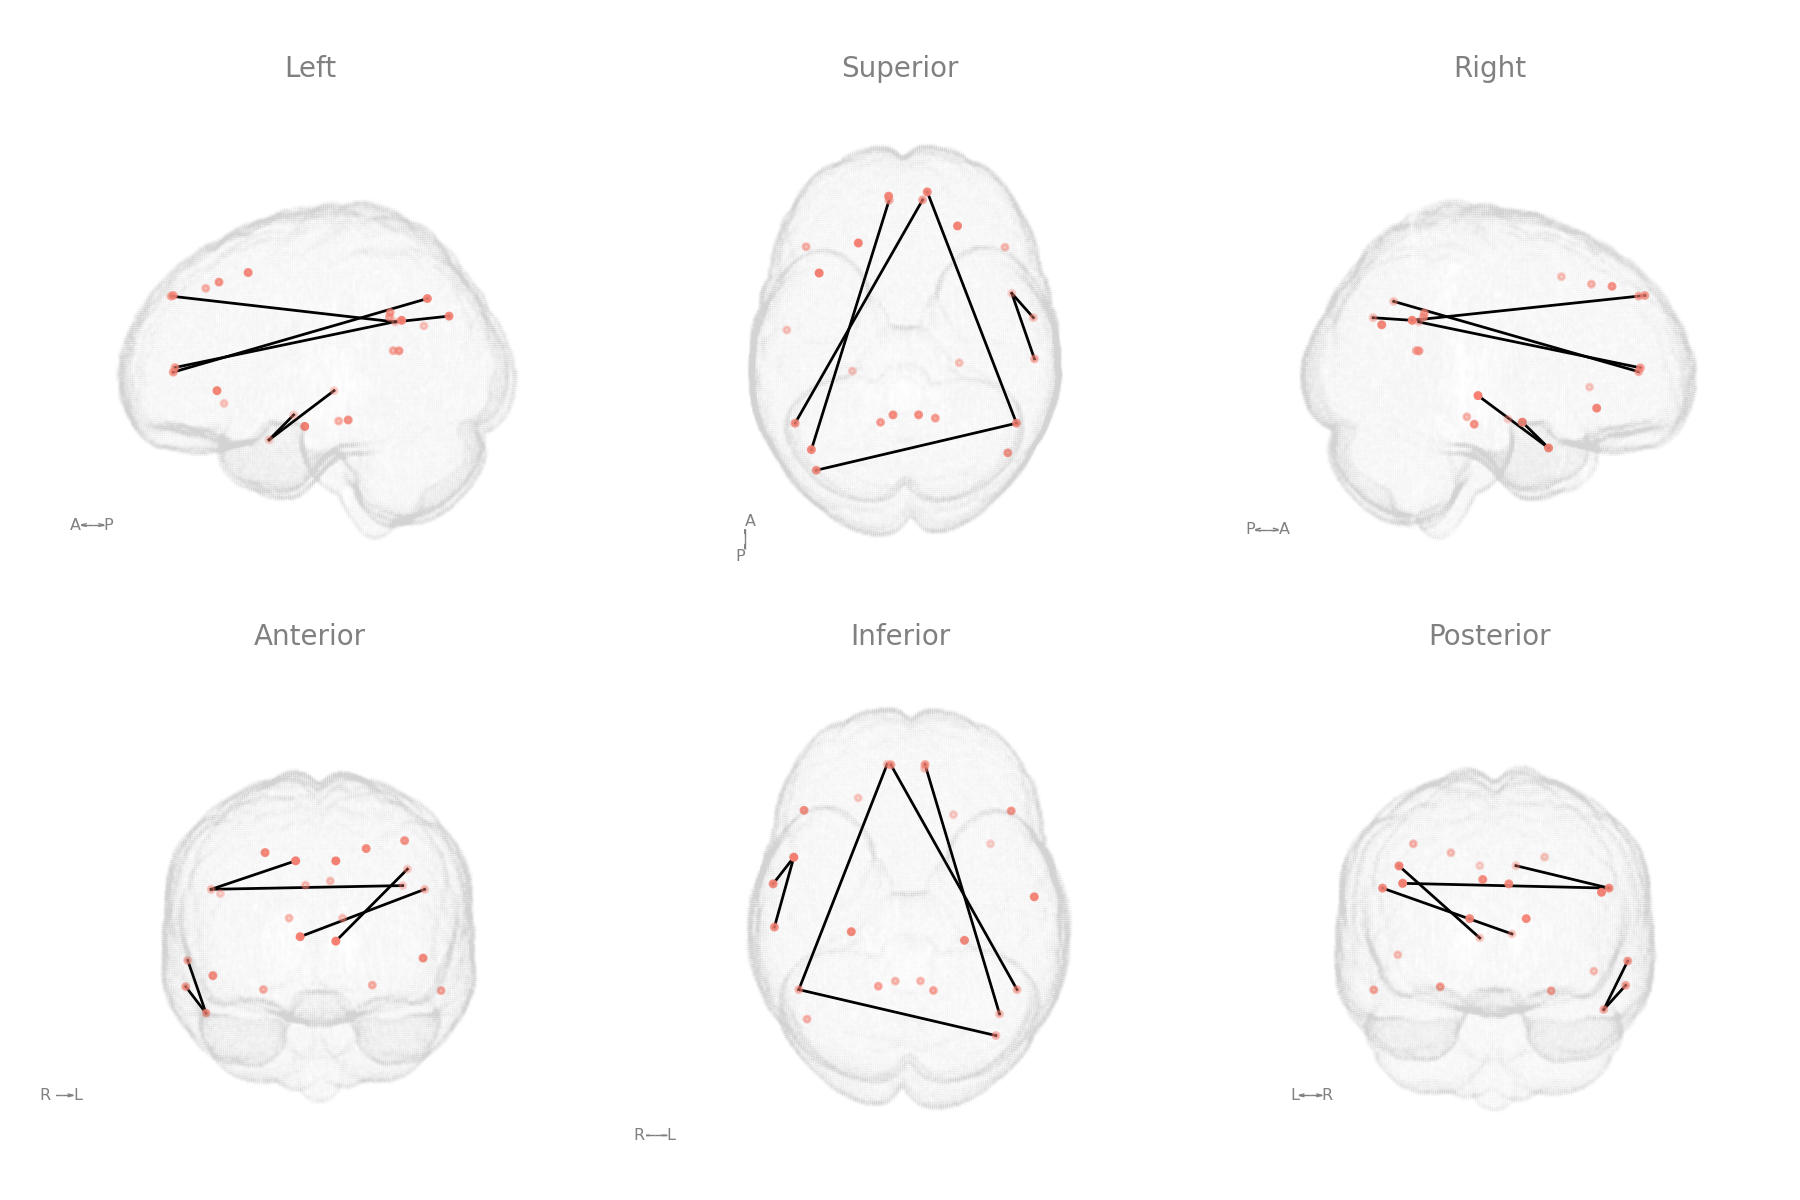 Left
Superior
Right
A P
A
P
P A
Anterior
Inferior
Posterior
R L
R L
L R